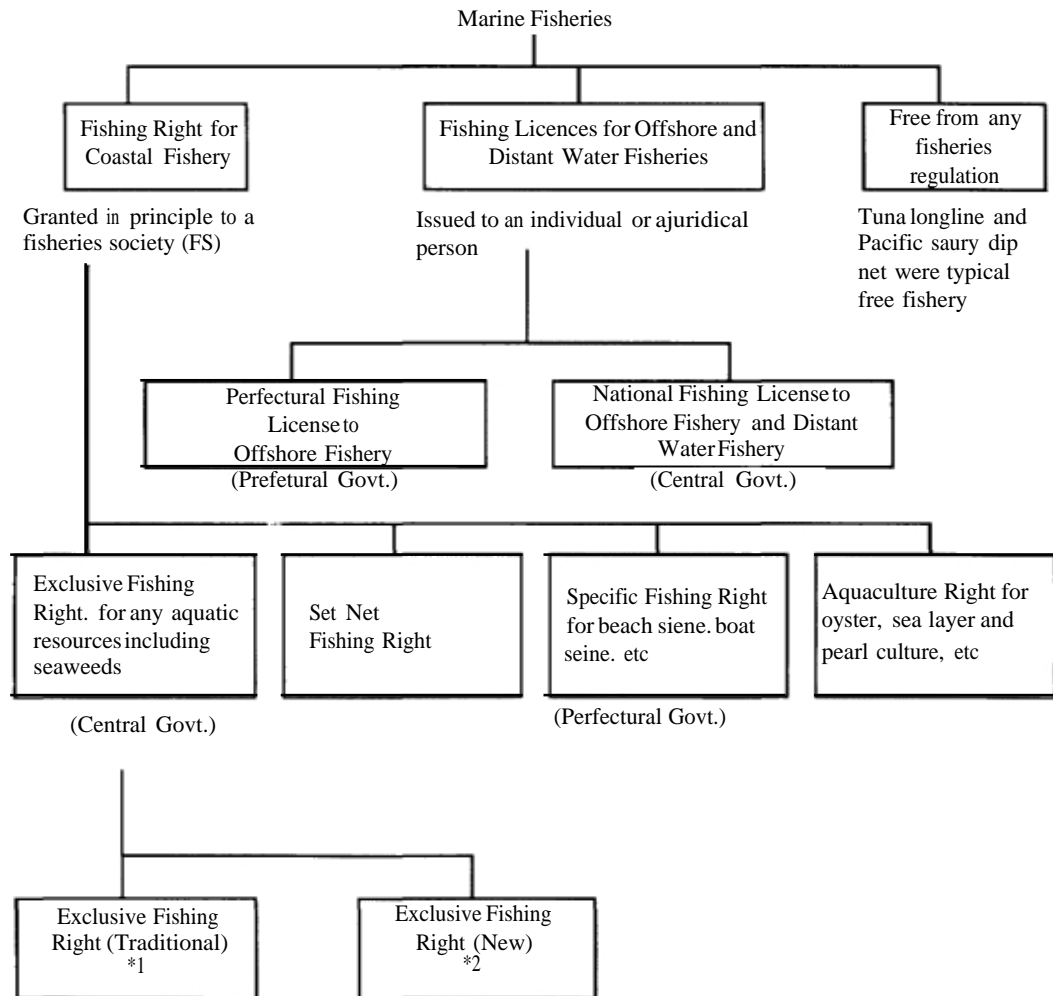 Marine Fisheries
Fishing Right for
Coastal Fishery
Fishing Licences for Offshore and
Distant Water Fisheries
Free from any
fisheries
regulation
Granted in principle to a
fisheries society (FS)
Issued to an individual or ajuridical
person
Tuna longline and
Pacific saury dip
net were typical
free fishery
Perfectural Fishing
License to
Offshore Fishery
(Prefetural Govt.)
National Fishing License to
Offshore Fishery and Distant
Water Fishery
(Central Govt.)
Exclusive Fishing
Right. for any aquatic
resources including
seaweeds
(Central Govt.)
Set Net
Fishing Right
Specific Fishing Right
for beach siene. boat
seine. etc
(Perfectural Govt.)
Aquaculture Right for
oyster, sea layer and
pearl culture, etc
Exclusive Fishing
Right (Traditional)
*1
Exclusive Fishing
Right (New)
*2